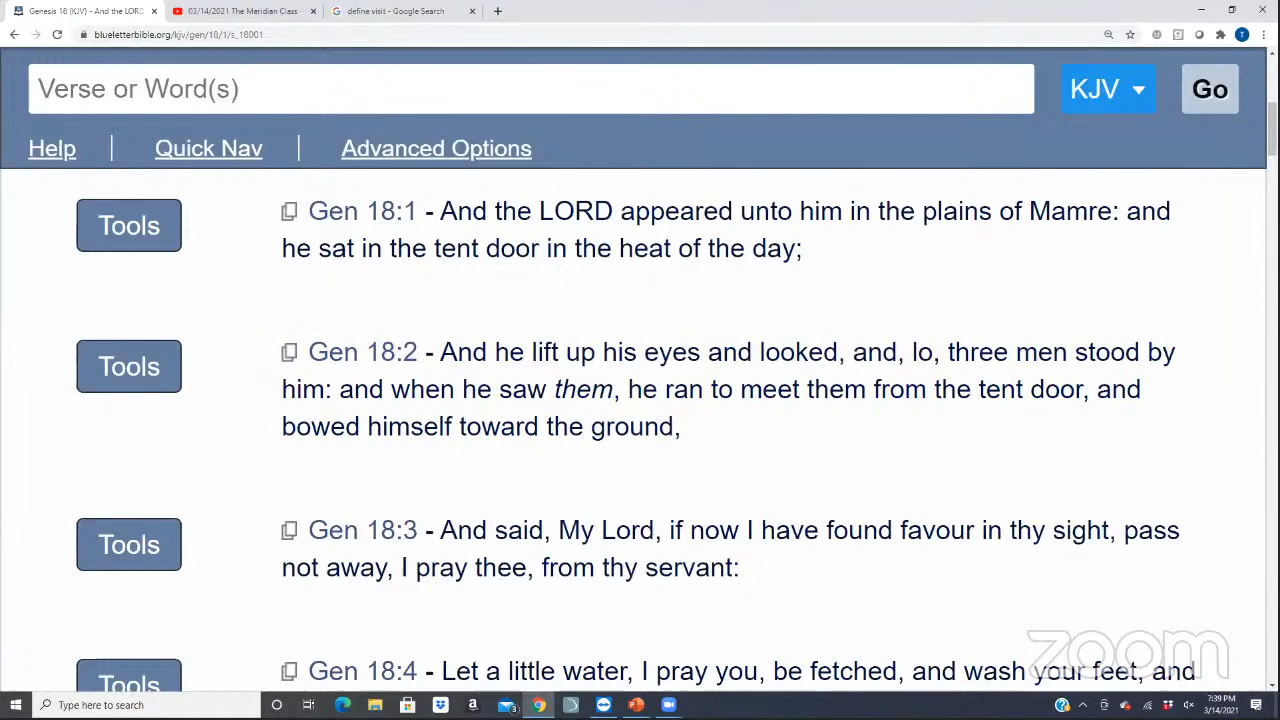 Genesis 18 (KJV) - And the LORD
03/14/2021 The Meridian Class -
define visit - Google Search
blueletterbible.org/kjv/gen/18/1/s_18001
T
Verse or Word(s)
KJV
Go
Help
Quick Nav
Advanced Options
Tools
Gen 18:1 - And the LORD appeared unto him in the plains of Mamre: and
he sat in the tent door in the heat of the day;
Tools
Gen 18:2 - And he lift up his eyes and looked, and, lo, three men stood by
him: and when he saw them, he ran to meet them from the tent door, and
bowed himself toward the ground,
Tools
Gen 18:3 - And said, My Lord, if now I have found favour in thy sight, pass
not away, I pray thee, from thy servant:
Tools
Gen 18:4 - Let a little water, I pray you, be fetched, and wash your feet, and
zoom
Type here to search
7:39 PM
3/14/2021